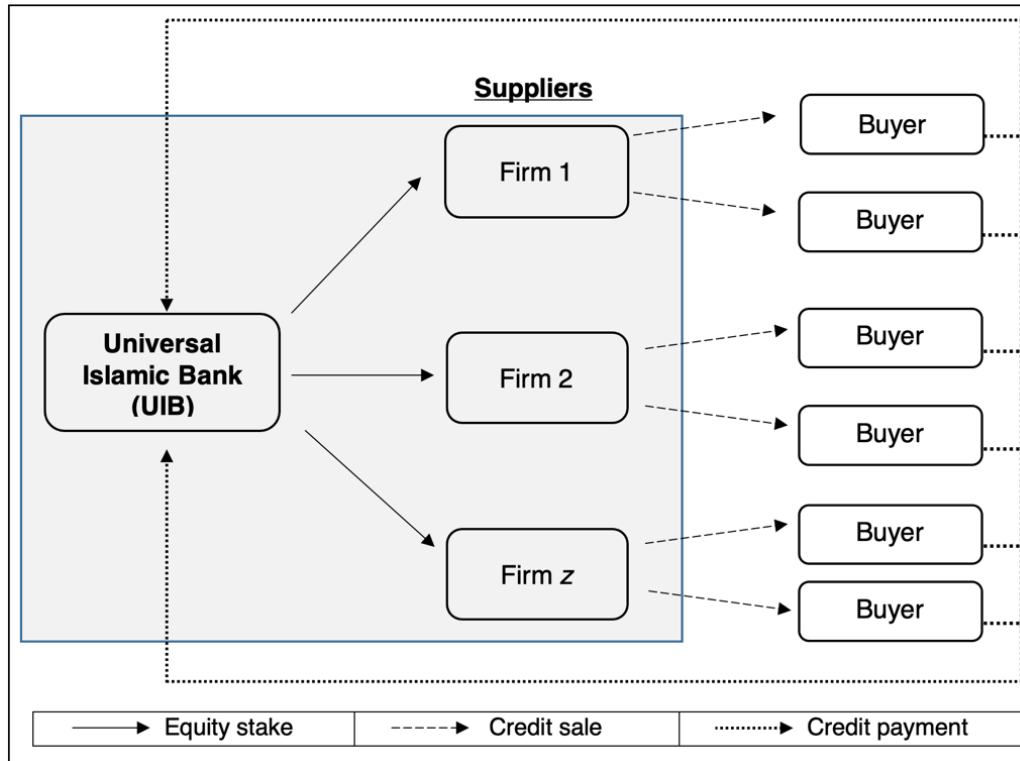 Suppliers
Firm 1
Buyer
Buyer
Universal
Islamic Bank
(UIB)
Firm 2
Buyer
Buyer
Firm z
Buyer
Buyer
Equity stake
Credit sale
Credit payment